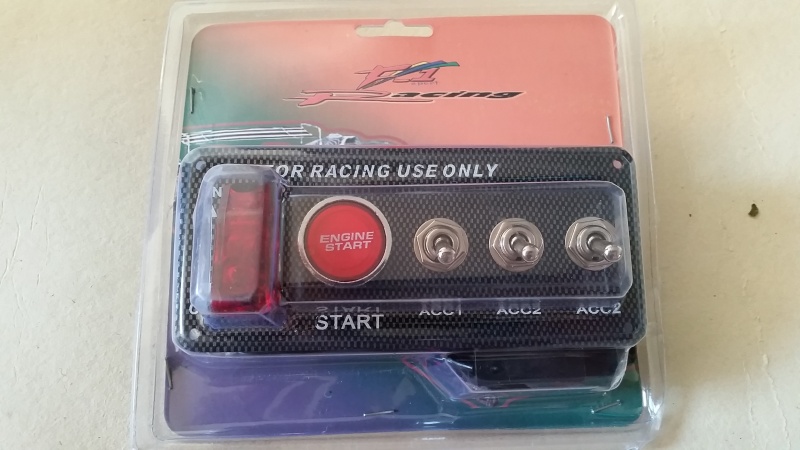 Racing
FOR RACING USE ONLY
ENGINE
START
START
ACC1
ACC2
ACC2